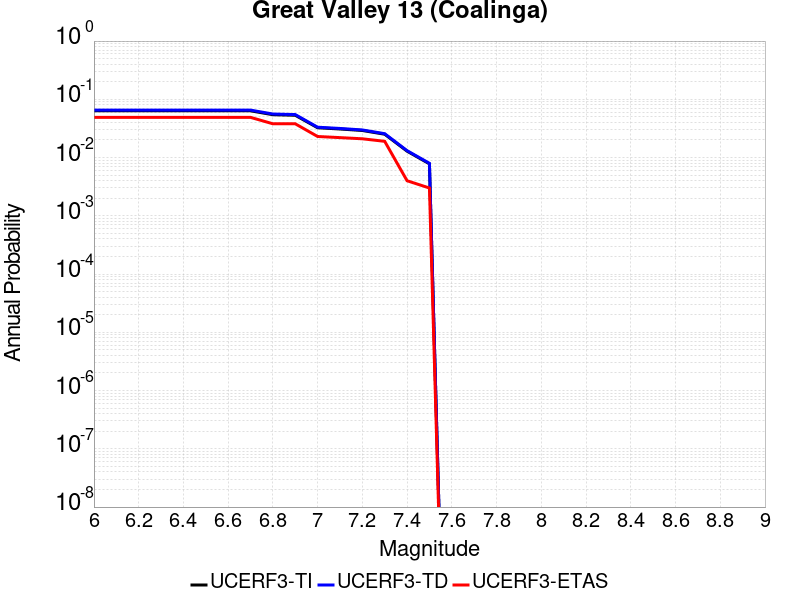 Great Valley 13 (Coalinga)
10^0
10^-1
10^-2
10^-3
10^-4
10^-5
10^-6
10^-7
10^-8
Annual Probability
6 6.2 6.4 6.6 6.8 7 7.2 7.4 7.6 7.8 8 8.2 8.4 8.6 8.8 9
Magnitude
UCERF3-TI UCERF3-TD UCERF3-ETAS